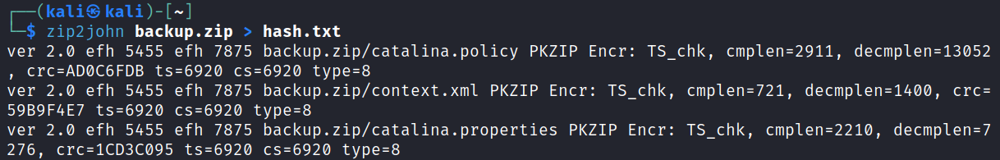 ┌──(kali㉿kali)-[~]
└─$ zip2john backup.zip > hash.txt
ver 2.0 efh 5455 efh 7875 backup.zip/catalina.policy PKZIP Encr: TS_chk, cmplen=2911, decmplen=13052
, crc=AD0C6FDB ts=6920 cs=6920 type=8
ver 2.0 efh 5455 efh 7875 backup.zip/context.xml PKZIP Encr: TS_chk, cmplen=721, decmplen=1400, crc=
59B9F4E7 ts=6920 cs=6920 type=8
ver 2.0 efh 5455 efh 7875 backup.zip/catalina.properties PKZIP Encr: TS_chk, cmplen=2210, decmplen=7
276, crc=1CD3C095 ts=6920 cs=6920 type=8